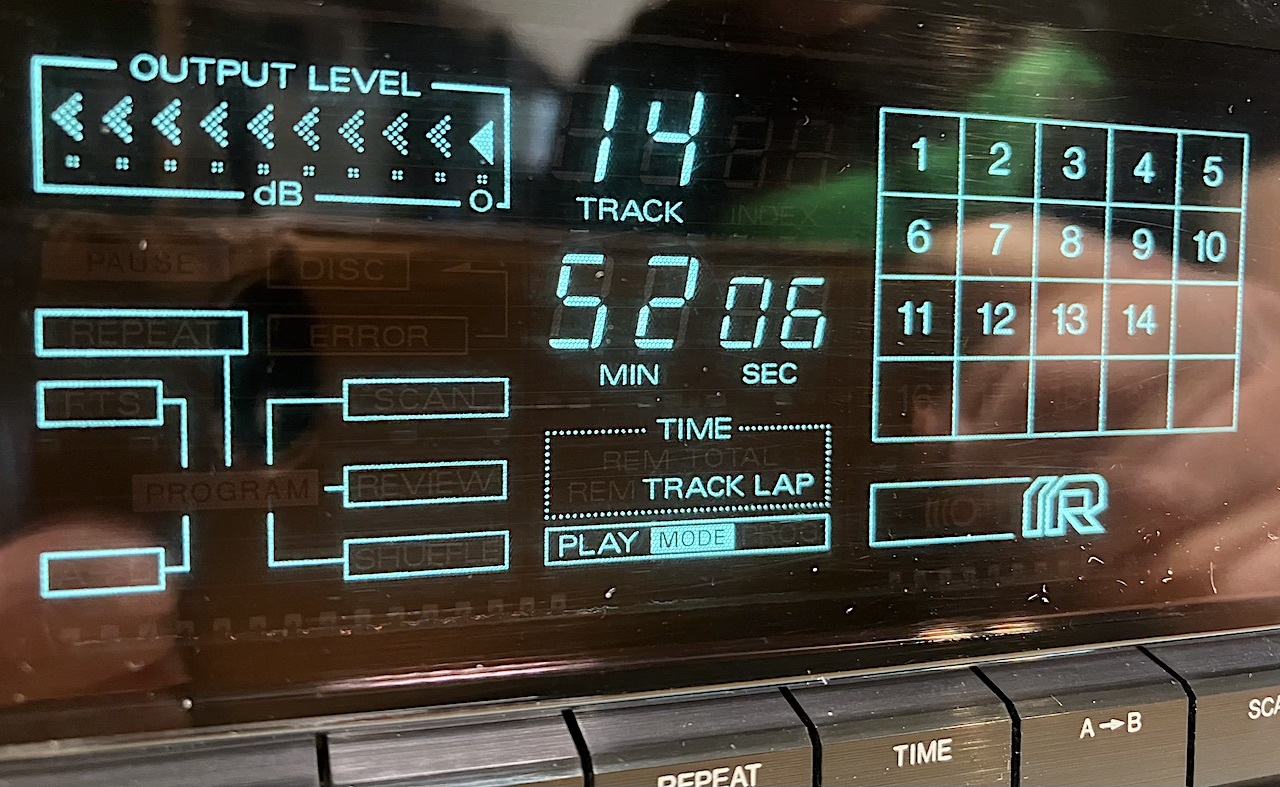 OUTPUT LEVEL
dB
0
14
TRACK
INDEX
52 06
MIN SEC
PAUSE
DISC
REPEAT
ERROR
RTS
SCAN
PROGRAM
REVIEW
SHUFFLE
TIME
REM TOTAL
REM TRACK LAP
PLAY MODE PROG
1 2 3 4 5
6 7 8 9 10
11 12 13 14
16
R
REPEAT
TIME
A→B